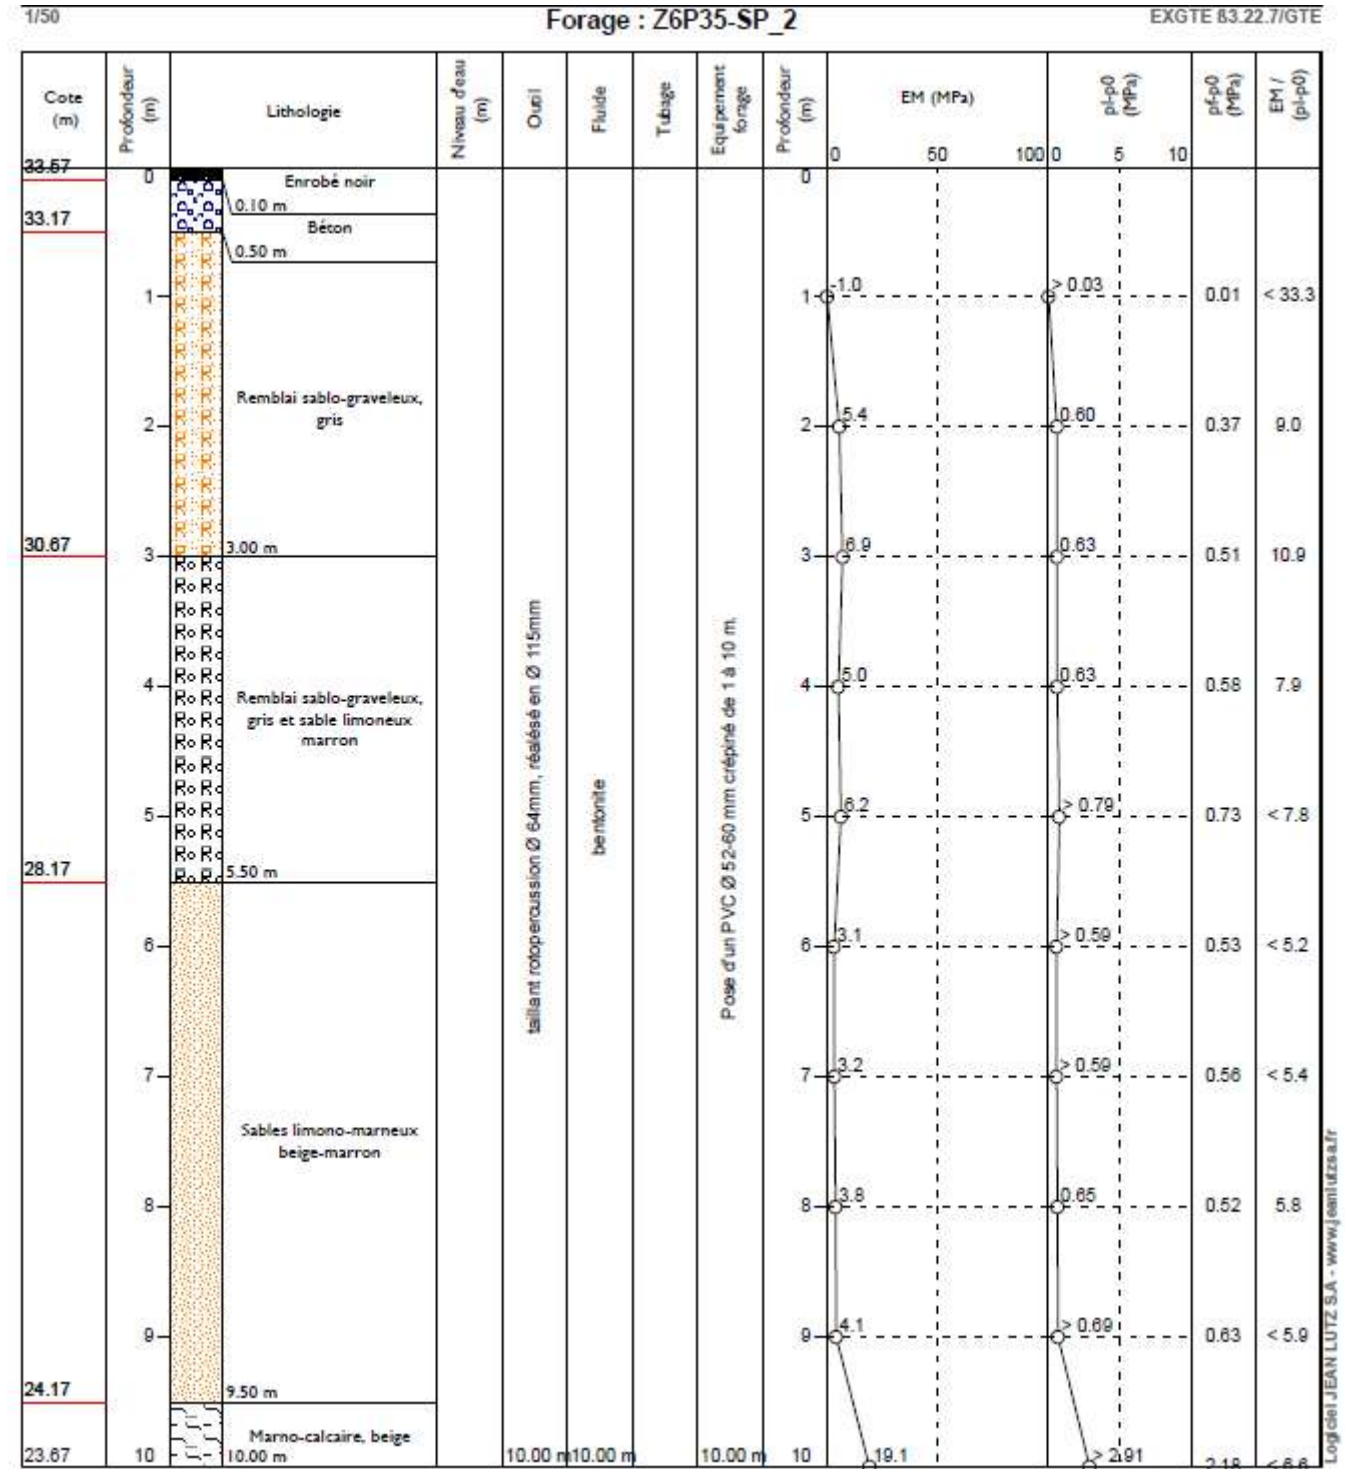 1/50
Forage : Z6P35-SP_2
EXGTE B3.22.7/GTE
Cote
(m)
Profondeur
(m)
Lithologie
Niveau d'eau
(m)
Outil
Fluide
Tubage
Equipement
forage
Profondeur
(m)
EM (MPa)
pl-p0
(MPa)
pf-p0
(MPa)
EM /
(pl-p0)
0 50 100 0 5 10
33.57
0
Enrobé noir
0.10 m
0
33.17
Béton
0.50 m
1
1
-1.0
> 0.03
0.01
< 33.3
Remblai sablo-graveleux,
gris
2
2
5.4
0.60
0.37
9.0
30.67
3
3.00 m
3
6.9
0.63
0.51
10.9
Remblai sablo-graveleux,
gris et sable limoneux
marron
4
4
5.0
0.63
0.58
7.9
5
5
6.2
> 0.79
0.73
< 7.8
28.17
5.50 m
taillant rotopercussion Ø 64mm, réalésé en Ø 115mm
bentonite
Pose d'un PVC Ø 52-60 mm crépiné de 1 à 10 m.
6
6
3.1
> 0.59
0.53
< 5.2
7
7
3.2
> 0.59
0.56
< 5.4
Sables limono-marneux
beige-marron
8
8
3.8
0.65
0.52
5.8
9
9
4.1
> 0.69
0.63
< 5.9
24.17
9.50 m
Marno-calcaire, beige
23.67
10
10.00 m
10.00 m
10.00 m
10.00 m
10
19.1
> 2.91
2.18
< 6.6
Logiciel JEAN LUTZ S.A - www.jeanlutzsa.fr